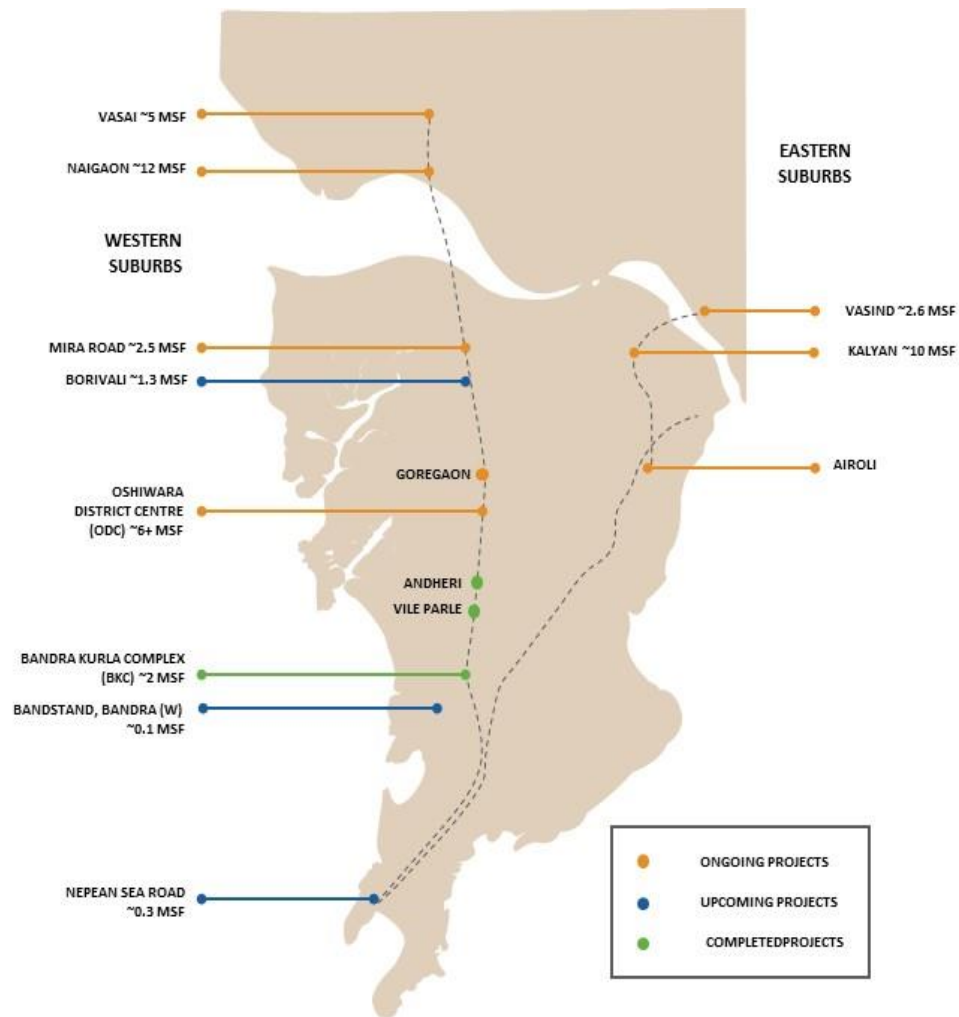 VASAI ~5 MSF
NAIGAON ~12 MSF
EASTERN
SUBURBS
WESTERN
SUBURBS
VASIND ~2.6 MSF
MIRA ROAD ~2.5 MSF
KALYAN ~10 MSF
BORIVALI ~1.3 MSF
GOREGAON
AIROLI
OSHIWARA
DISTRICT CENTRE
(ODC) ~6+ MSF
ANDHERI
VILE PARLE
BANDRA KURLA COMPLEX
(BKC) ~2 MSF
BANDSTAND, BANDRA (W)
~0.1 MSF
NEPEAN SEA ROAD
~0.3 MSF
ONGOING PROJECTS
UPCOMING PROJECTS
COMPLETEDPROJECTS